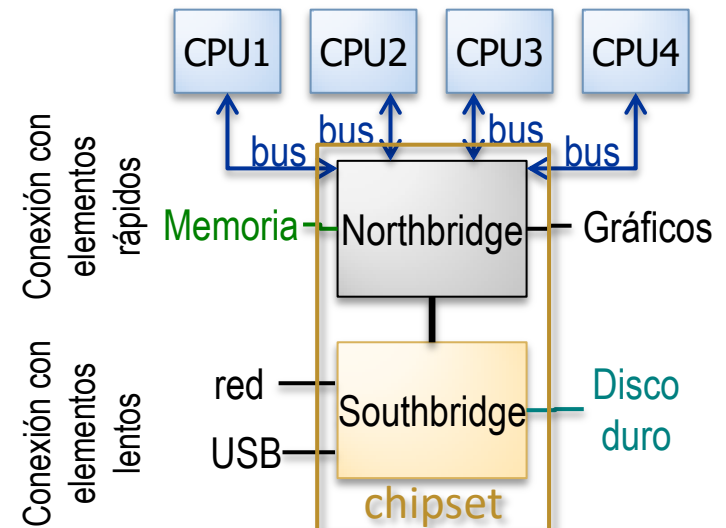 CPU1
CPU2
CPU3
CPU4
bus
bus
bus
bus
Conexión con
elementos
rápidos
Memoria
Northbridge
Gráficos
Conexión con
elementos
lentos
red
USB
Southbridge
Disco
duro
chipset